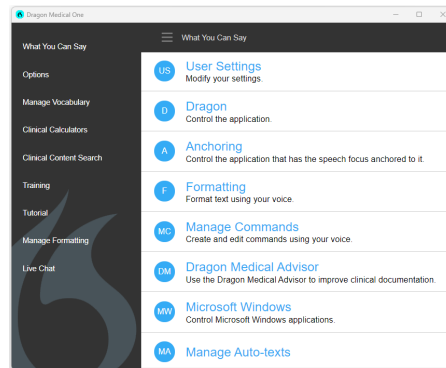 Dragon Medical One
What You Can Say
Options
Manage Vocabulary
Clinical Calculators
Clinical Content Search
Training
Tutorial
Manage Formatting
Live Chat
What You Can Say
US
User Settings
Modify your settings.
D
Dragon
Control the application.
A
Anchoring
Control the application that has the speech focus anchored to it.
F
Formatting
Format text using your voice.
MC
Manage Commands
Create and edit commands using your voice.
DM
Dragon Medical Advisor
Use the Dragon Medical Advisor to improve clinical documentation.
MW
Microsoft Windows
Control Microsoft Windows applications.
MA
Manage Auto-texts